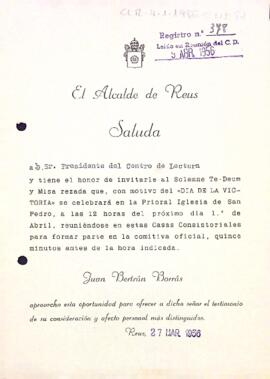 Registro n.º 378
Leído en Reunión del C. D.
5 ABR. 1956
El Alcalde de Reus
Saluda
al Sr. Presidente del Centro de Lectura
y tiene el honor de invitarle al Solemne Te-Deum
y Misa rezada que, con motivo del «DIA DE LA VIC-
TORIA» se celebrará en la Prioral Iglesia de San
Pedro, a las 12 horas del próximo día 1.º de
Abril, reuniéndose en estas Casas Consistoriales
para formar parte en la comitiva oficial, quince
minutos antes de la hora indicada.
Juan Bertrán Borrás
aprovecha esta oportunidad para ofrecer a dicho señor el testimonio
de su consideración y afecto personal más distinguidos.
Reus, 27 MAR. 1956